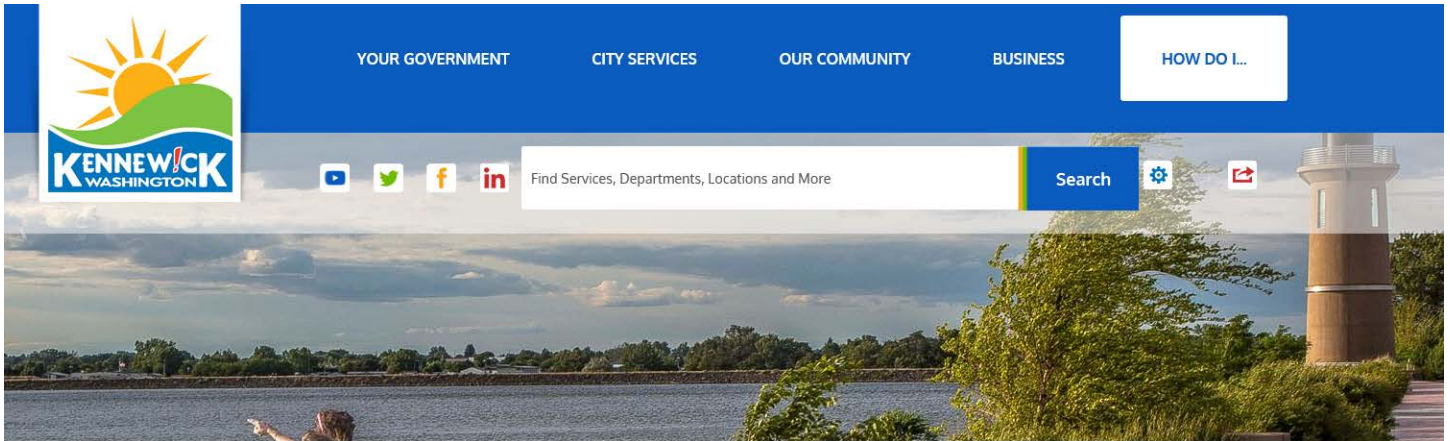 YOUR GOVERNMENT
CITY SERVICES
OUR COMMUNITY
BUSINESS
HOW DO I...
KENNEW!CK
WASHINGTON
Find Services, Departments, Locations and More
Search